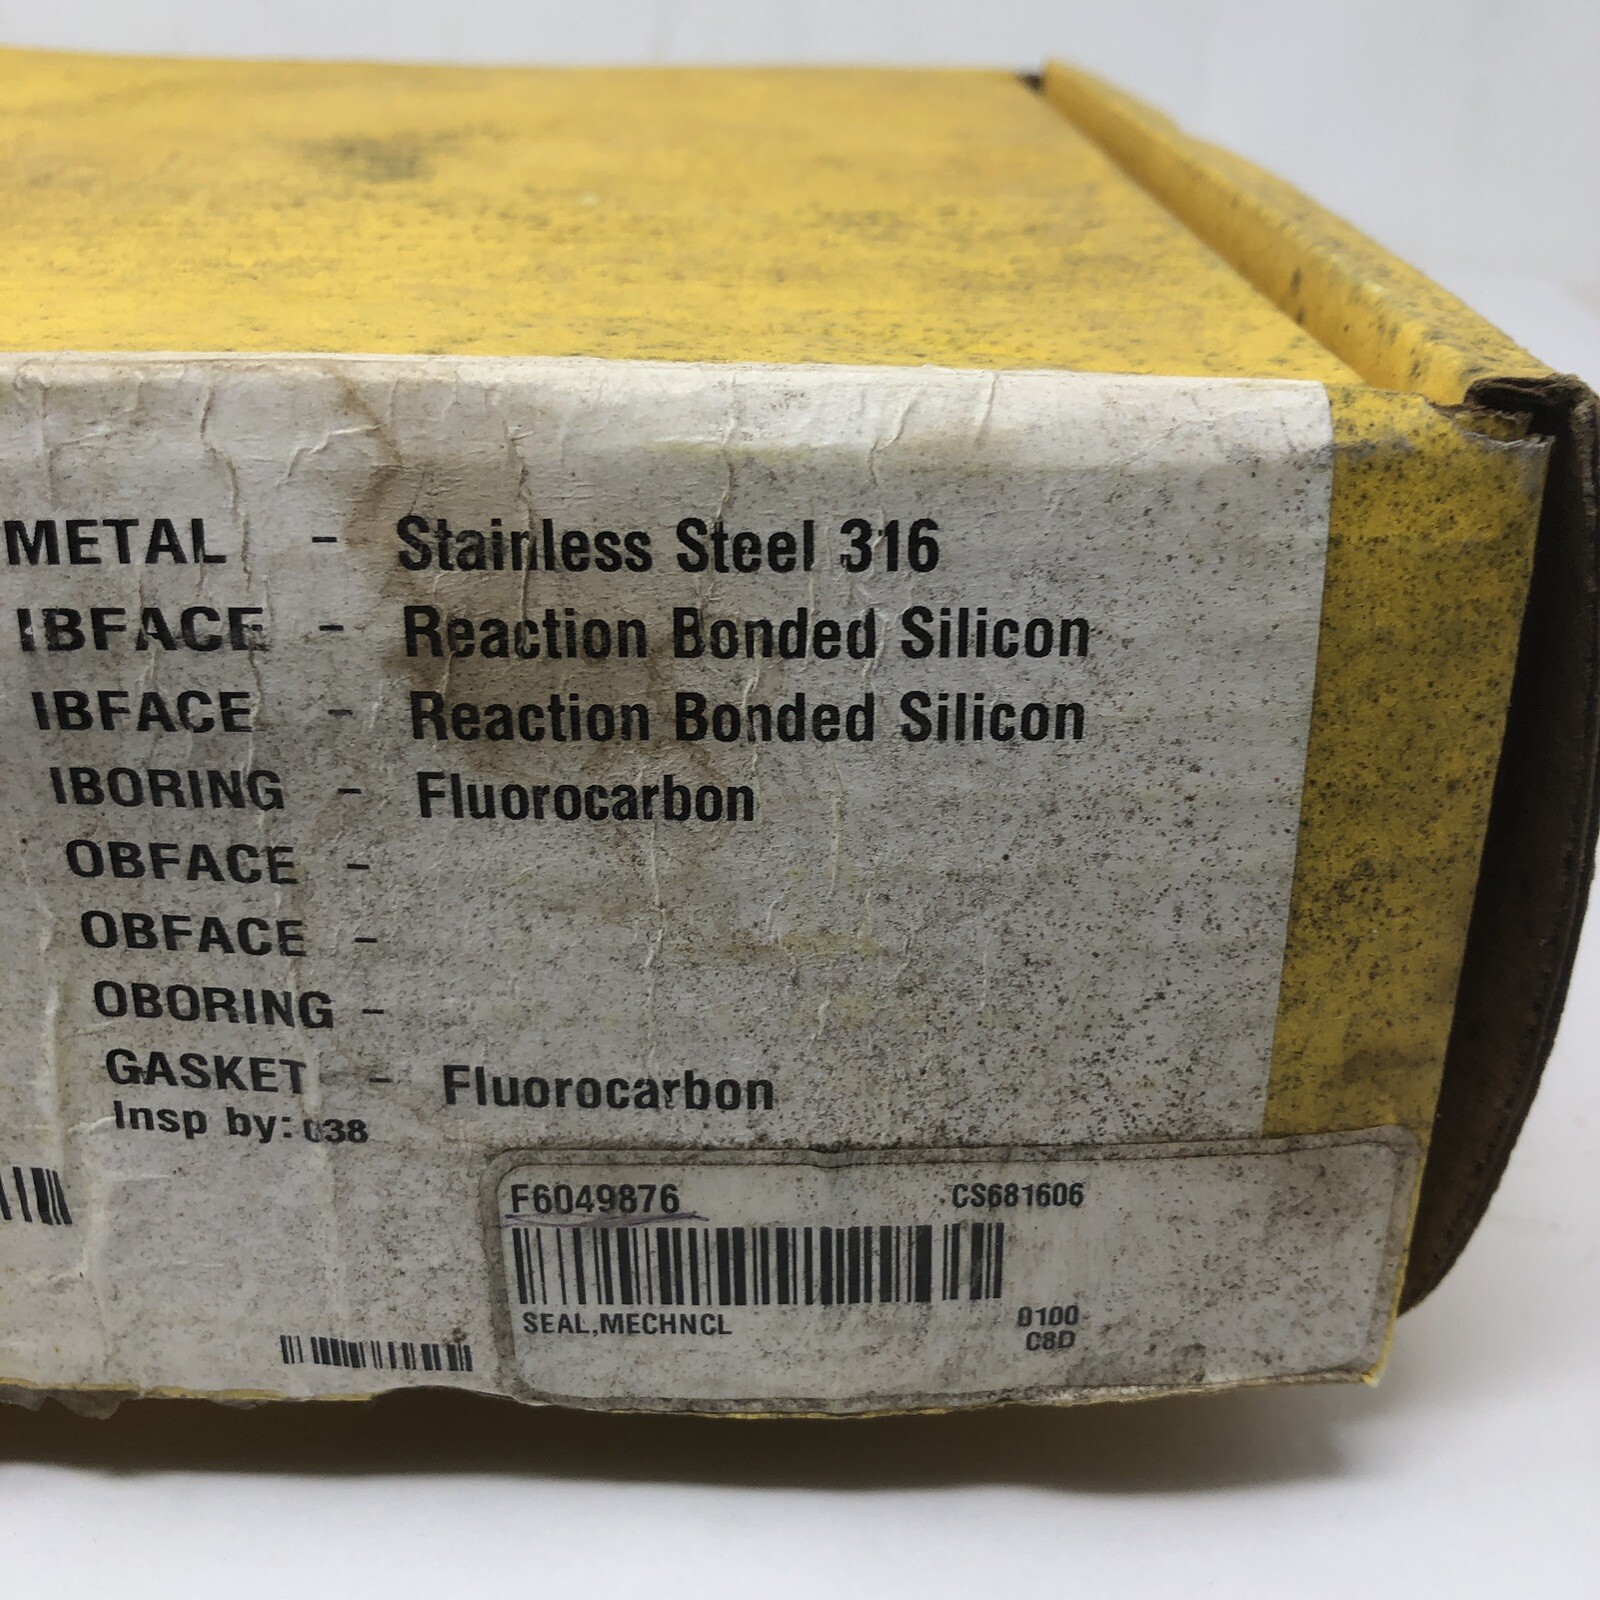 METAL - Stainless Steel 316
IBFACE - Reaction Bonded Silicon
IBFACE - Reaction Bonded Silicon
IBORING - Fluorocarbon
OBFACE -
OBFACE -
OBORING -
GASKET - Fluorocarbon
Insp by: 038
F6049876 CS681606
SEAL,MECHNCL 0100
C8D